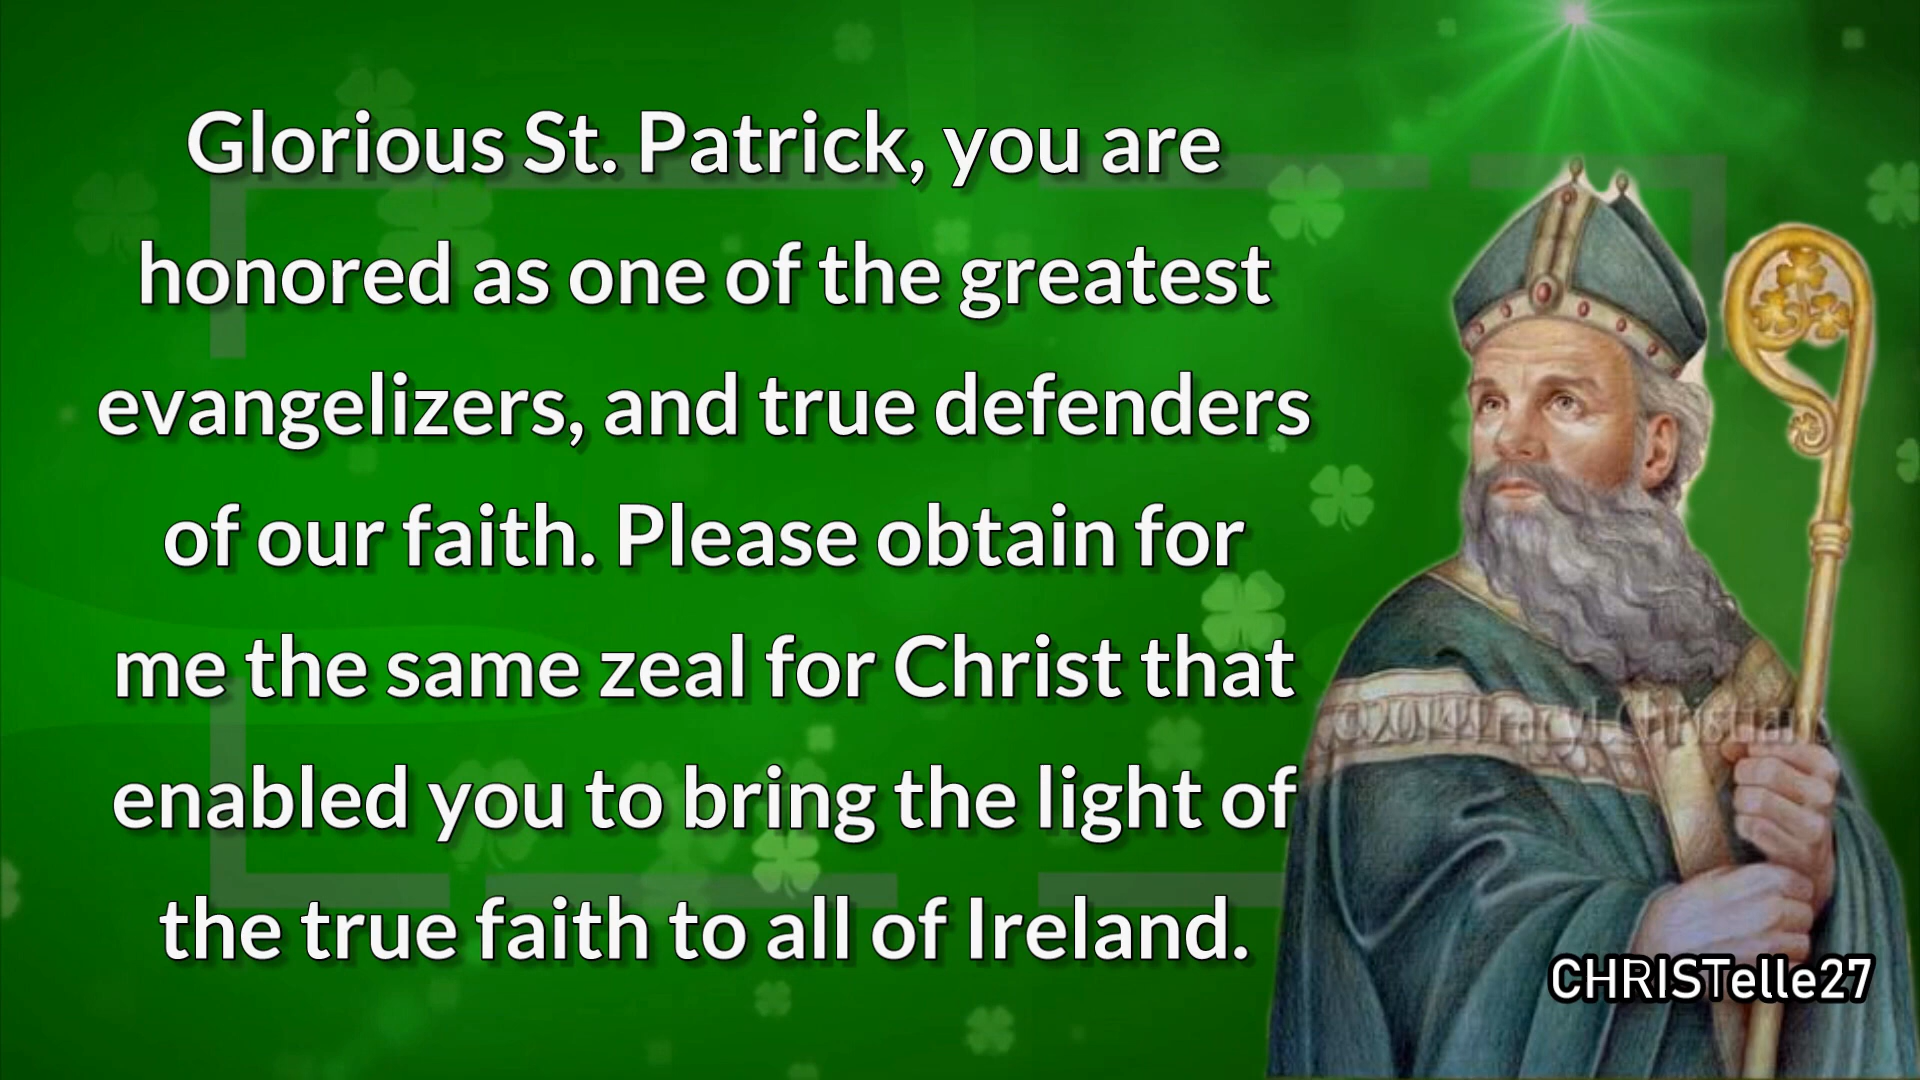 Glorious St. Patrick, you are
honored as one of the greatest
evangelizers, and true defenders
of our faith. Please obtain for
me the same zeal for Christ that
enabled you to bring the light of
the true faith to all of Ireland.
©2014TracyL.Christian
CHRISTelle27